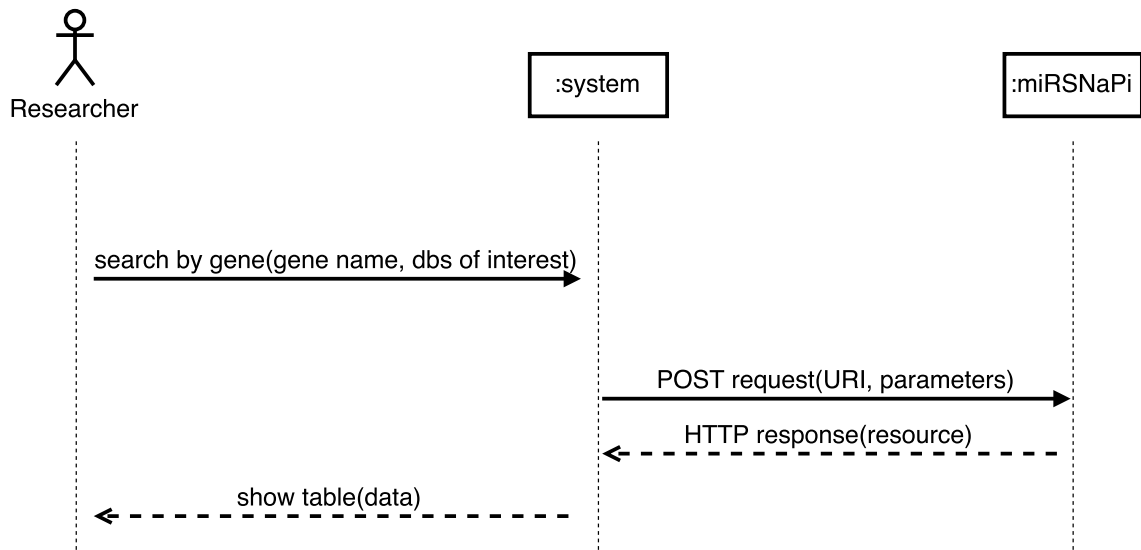 Researcher
:system
:miRSNaPi
search by gene(gene name, dbs of interest)
POST request(URI, parameters)
HTTP response(resource)
show table(data)